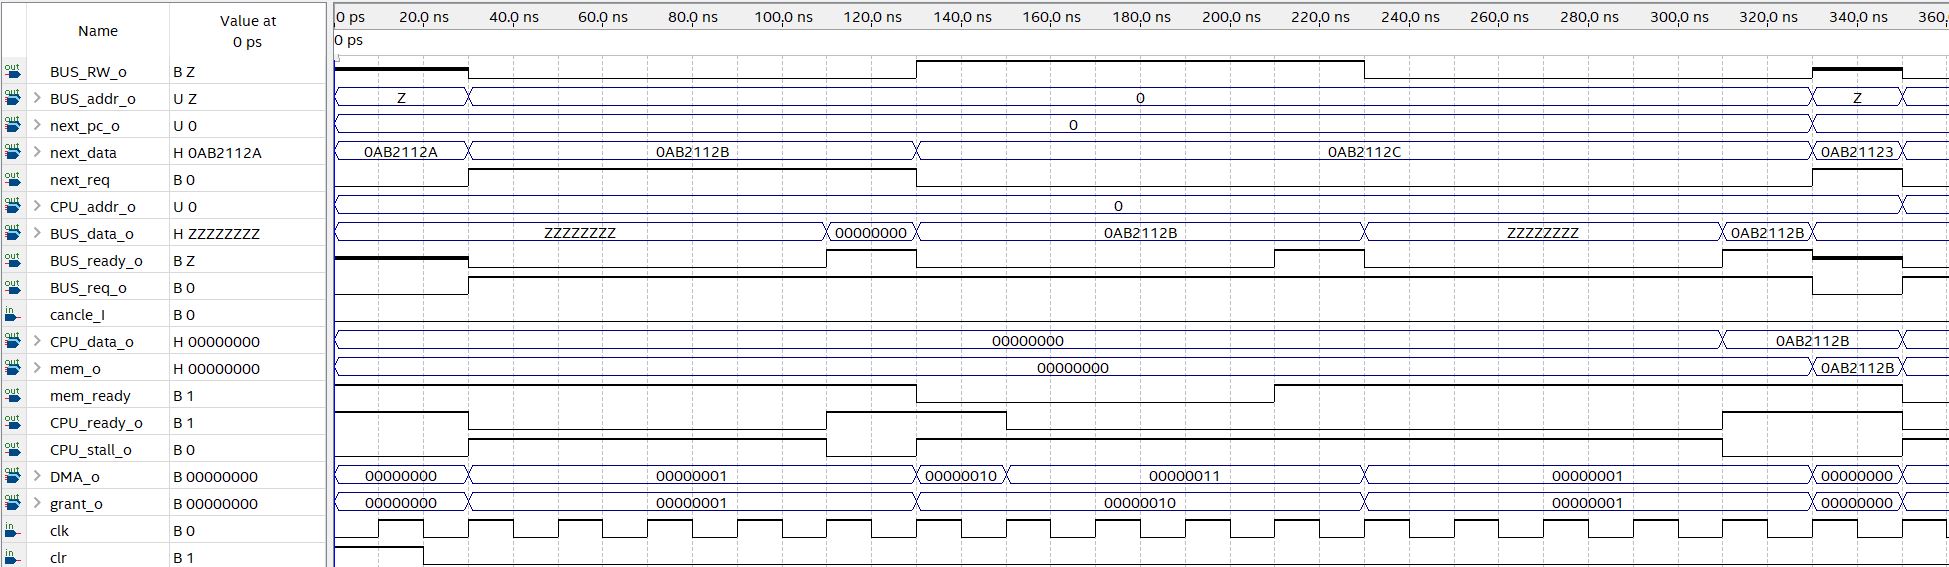 Name Value at 0 ps 20.0 ns 40.0 ns 60.0 ns 80.0 ns 100.0 ns 120.0 ns 140.0 ns 160.0 ns 180.0 ns 200.0 ns 220.0 ns 240.0 ns 260.0 ns 280.0 ns 300.0 ns 320.0 ns 340.0 ns 360.
0 ps 0 ps
out BUS_RW_o B Z
out BUS_addr_o U Z Z 0 Z
out next_pc_o U 0 0
out next_data H 0AB2112A 0AB2112A 0AB2112B 0AB2112C 0AB21123
out next_req B 0
out CPU_addr_o U 0 0
out BUS_data_o H ZZZZZZZZ ZZZZZZZZ 00000000 0AB2112B ZZZZZZZZ 0AB2112B
out BUS_ready_o B Z
out BUS_req_o B 0
in cancle_I B 0
out CPU_data_o H 00000000 00000000 0AB2112B
out mem_o H 00000000 00000000 0AB2112B
out mem_ready B 1
out CPU_ready_o B 1
out CPU_stall_o B 0
out DMA_o B 00000000 00000000 00000001 00000010 00000011 00000001 00000000
out grant_o B 00000000 00000000 00000001 00000010 00000001 00000000
in clk B 0
in clr B 1